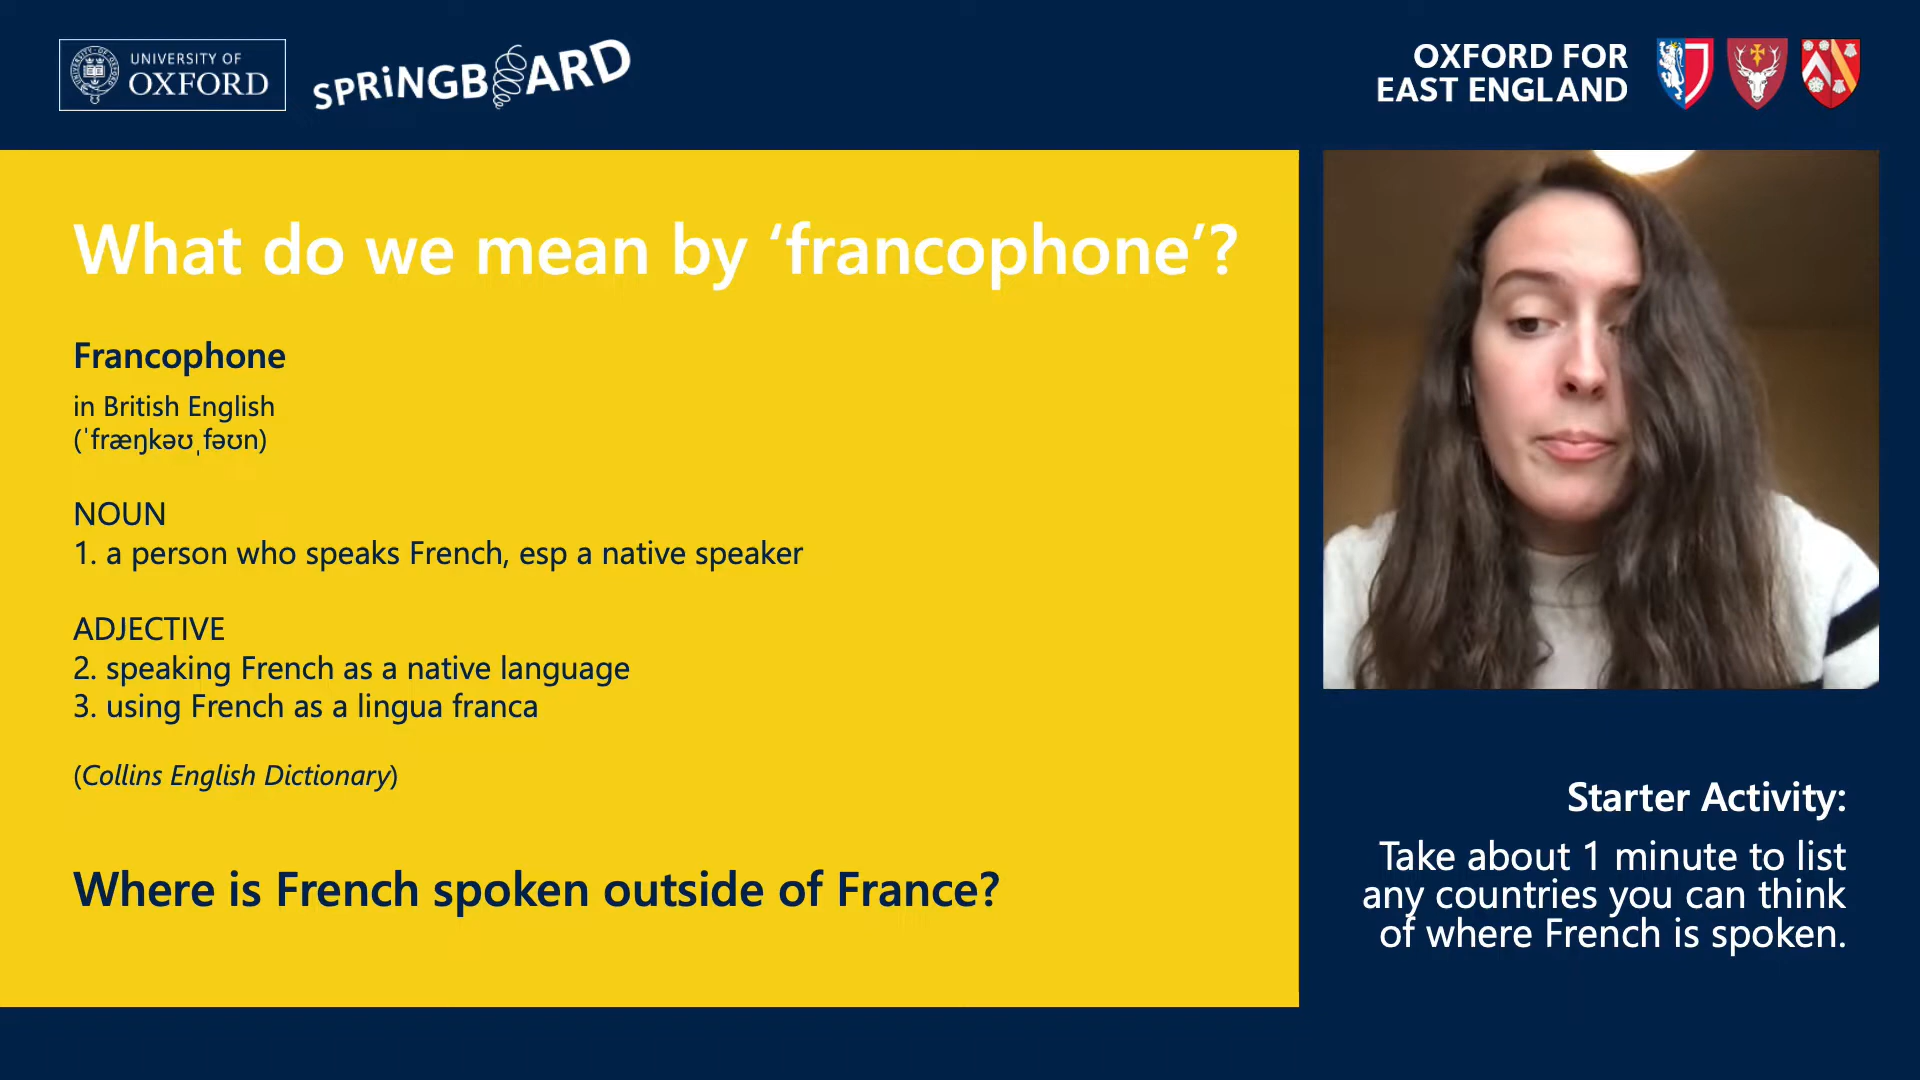 UNIVERSITY OF
OXFORD
SPRiNGBOARD
OXFORD FOR
EAST ENGLAND
What do we mean by ‘francophone’?
Francophone
in British English
(ˈfræŋkəʊˌfəʊn)
NOUN
1. a person who speaks French, esp a native speaker
ADJECTIVE
2. speaking French as a native language
3. using French as a lingua franca
(Collins English Dictionary)
Where is French spoken outside of France?
Starter Activity:
Take about 1 minute to list
any countries you can think
of where French is spoken.